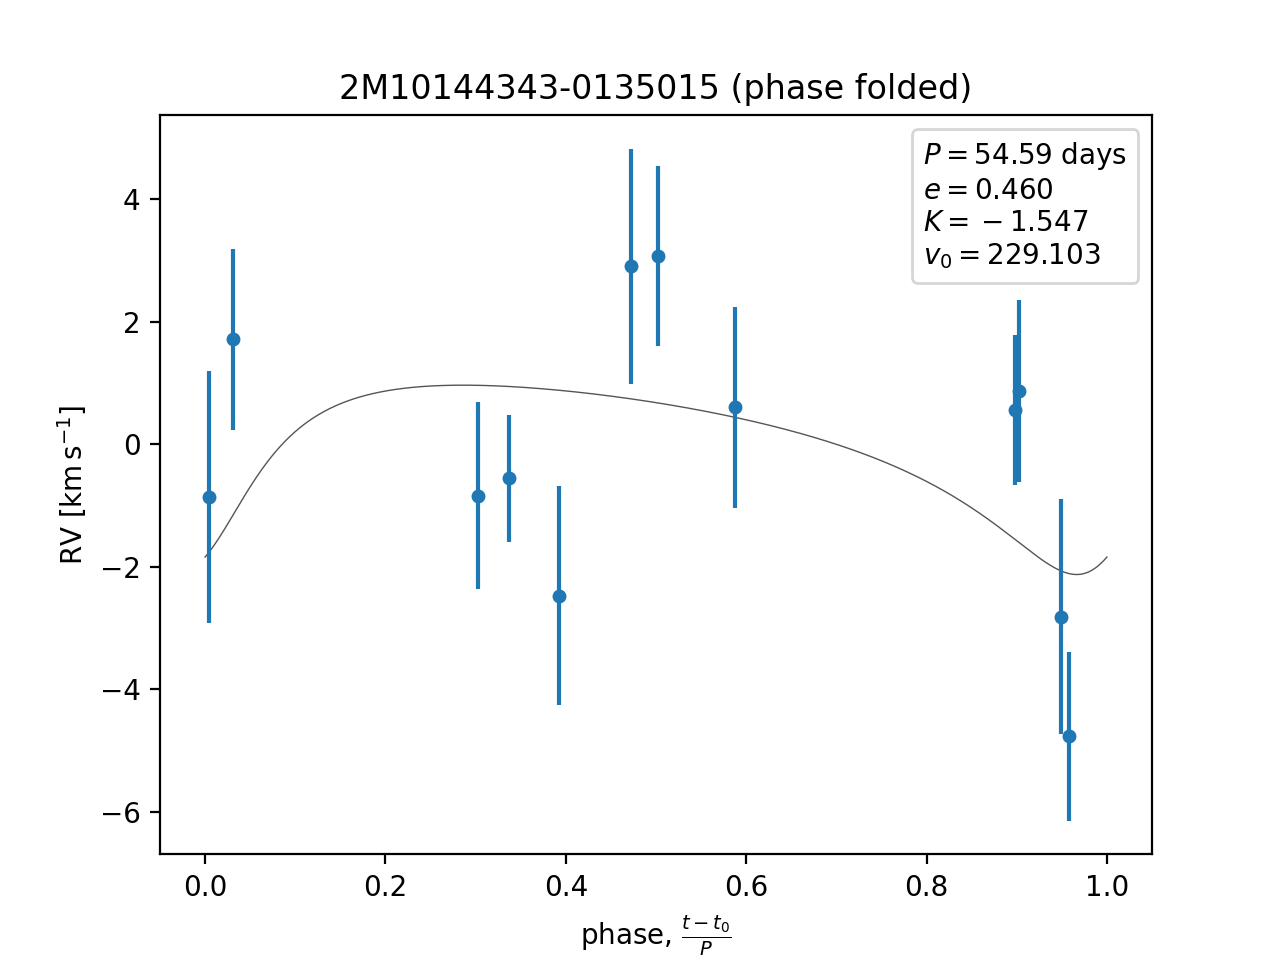 2M10144343-0135015 (phase folded)
P = 54.59 days
e = 0.460
K = −1.547
v₀ = 229.103
RV [km s⁻¹]
4
2
0
−2
−4
−6
0.0 0.2 0.4 0.6 0.8 1.0
phase, (t − t₀)/P